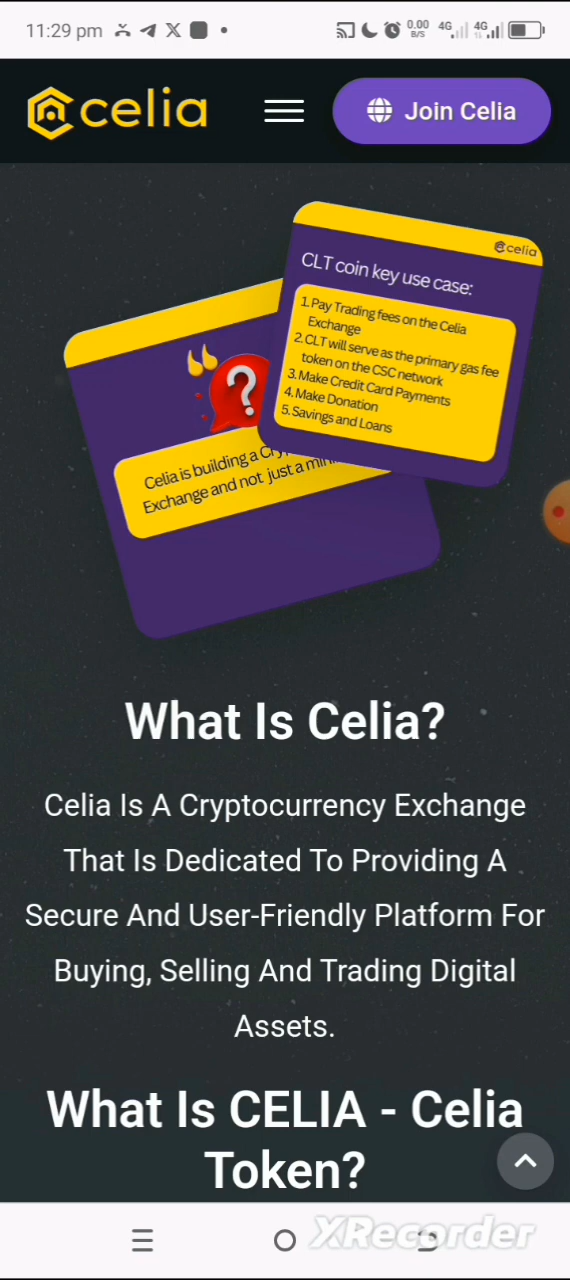 11:29 pm
0.00
B/S
4G
4G
celia
Join Celia
celia
CLT coin key use case:
1. Pay Trading fees on the Celia
Exchange
2. CLT will serve as the primary gas fee
token on the CSC network
3. Make Credit Card Payments
4. Make Donation
5. Savings and Loans
Celia is building a
Exchange and not just a
What Is Celia?
Celia Is A Cryptocurrency Exchange
That Is Dedicated To Providing A
Secure And User-Friendly Platform For
Buying, Selling And Trading Digital
Assets.
What Is CELIA - Celia
Token?
XRecorder